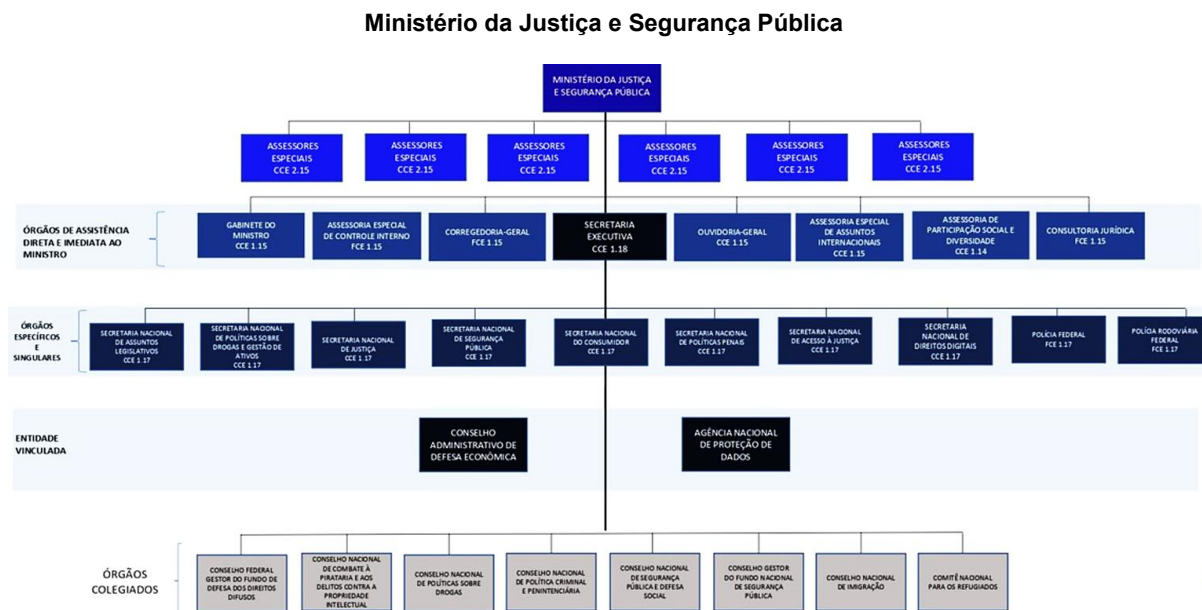 Ministério da Justiça e Segurança Pública
MINISTÉRIO DA JUSTIÇA
E SEGURANÇA PÚBLICA
ASSESSORES
ESPECIAIS
CCE 2.15
ASSESSORES
ESPECIAIS
CCE 2.15
ASSESSORES
ESPECIAIS
CCE 2.15
ASSESSORES
ESPECIAIS
CCE 2.15
ASSESSORES
ESPECIAIS
CCE 2.15
ASSESSORES
ESPECIAIS
CCE 2.15
ÓRGÃOS DE ASSISTÊNCIA
DIRETA E IMEDIATA AO
MINISTRO
GABINETE DO
MINISTRO
CCE 1.15
ASSESSORIA ESPECIAL
DE CONTROLE INTERNO
FCE 1.15
CORREGEDORIA-GERAL
FCE 1.15
SECRETARIA
EXECUTIVA
CCE 1.18
OUVIDORIA-GERAL
CCE 1.15
ASSESSORIA ESPECIAL
DE ASSUNTOS
INTERNACIONAIS
CCE 1.15
ASSESSORIA DE
PARTICIPAÇÃO SOCIAL E
DIVERSIDADE
CCE 1.14
CONSULTORIA JURÍDICA
FCE 1.15
ÓRGÃOS
ESPECÍFICOS
E
SINGULARES
SECRETARIA NACIONAL
DE ASSUNTOS
LEGISLATIVOS
CCE 1.17
SECRETARIA NACIONAL
DE POLÍTICAS SOBRE
DROGAS E GESTÃO DE
ATIVOS
CCE 1.17
SECRETARIA NACIONAL
DE JUSTIÇA
CCE 1.17
SECRETARIA NACIONAL
DE SEGURANÇA
PÚBLICA
CCE 1.17
SECRETARIA NACIONAL
DO CONSUMIDOR
CCE 1.17
SECRETARIA NACIONAL
DE POLÍTICAS PENAIS
CCE 1.17
SECRETARIA NACIONAL
DE ACESSO À JUSTIÇA
CCE 1.17
SECRETARIA
NACIONAL DE
DIREITOS DIGITAIS
CCE 1.17
POLÍCIA FEDERAL
FCE 1.17
POLÍCIA RODOVIÁRIA
FEDERAL
FCE 1.17
ENTIDADE
VINCULADA
CONSELHO
ADMINISTRATIVO DE
DEFESA ECONÔMICA
AGÊNCIA NACIONAL
DE PROTEÇÃO DE
DADOS
ÓRGÃOS
COLEGIADOS
CONSELHO FEDERAL
GESTOR DO FUNDO DE
DEFESA DOS DIREITOS
DIFUSOS
CONSELHO NACIONAL
DE COMBATE À
PIRATARIA E AOS
DELITOS CONTRA A
PROPRIEDADE
INTELECTUAL
CONSELHO NACIONAL
DE POLÍTICAS SOBRE
DROGAS
CONSELHO NACIONAL
DE POLÍTICA CRIMINAL
E PENINTENCIÁRIA
CONSELHO NACIONAL
DE SEGURANÇA
PÚBLICA E DEFESA
SOCIAL
CONSELHO GESTOR
DO FUNDO NACIONAL
DE SEGURANÇA
PÚBLICA
CONSELHO NACIONAL
DE IMIGRAÇÃO
COMITÊ NACIONAL
PARA OS REFUGIADOS